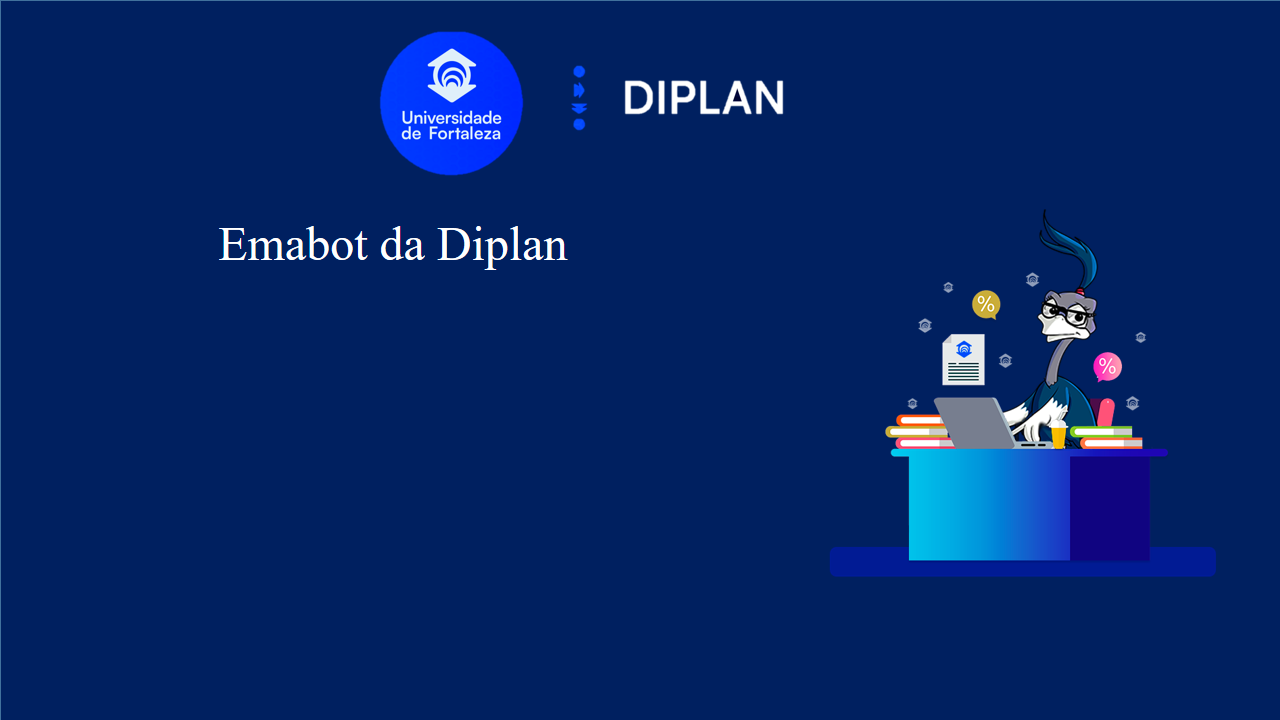 Universidade
de Fortaleza
DIPLAN
Emabot da Diplan
%
%